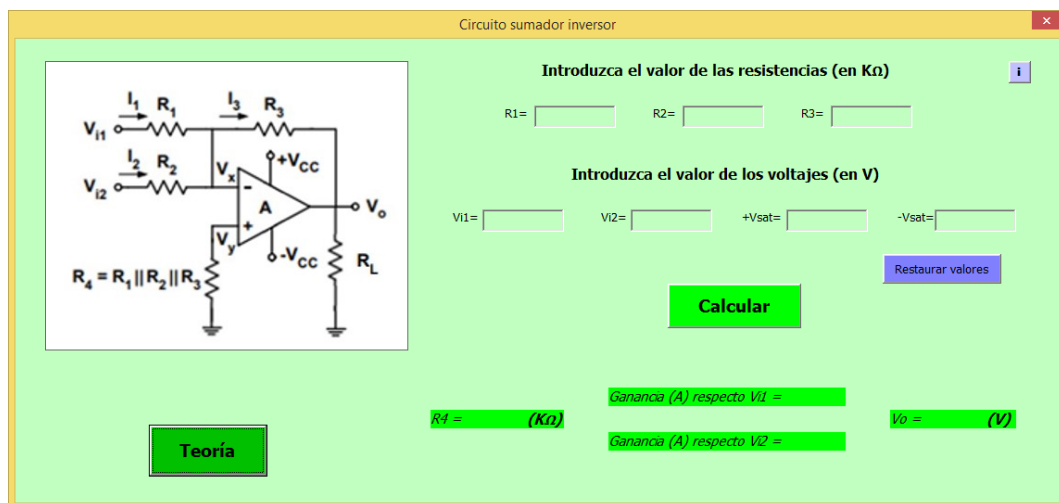 Circuito sumador inversor
×
I1 R1 I3 R3
Vi1
+VCC
I2 R2
Vx
Vi2
-
A
Vo
+
Vy
-VCC
RL
R4 = R1||R2||R3
Introduzca el valor de las resistencias (en KΩ)
i
R1= R2= R3=
Introduzca el valor de los voltajes (en V)
Vi1= Vi2= +Vsat= -Vsat=
Restaurar valores
Calcular
Ganancia (A) respecto Vi1 =
R4 = (KΩ)
Vo = (V)
Ganancia (A) respecto Vi2 =
Teoría